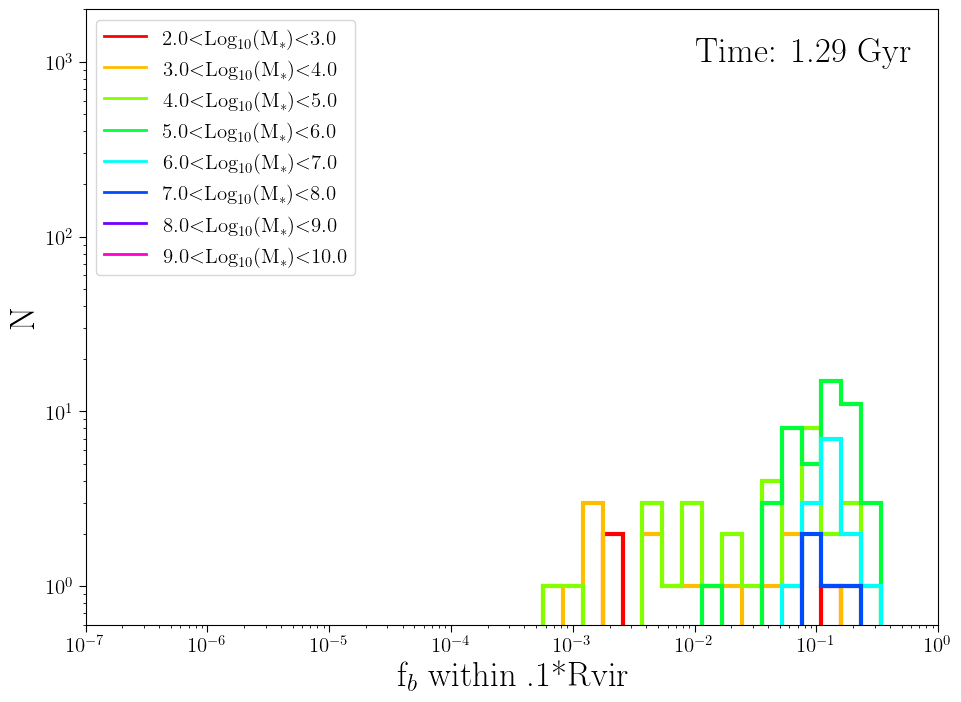 2.0<Log₁₀(M*)<3.0
3.0<Log₁₀(M*)<4.0
4.0<Log₁₀(M*)<5.0
5.0<Log₁₀(M*)<6.0
6.0<Log₁₀(M*)<7.0
7.0<Log₁₀(M*)<8.0
8.0<Log₁₀(M*)<9.0
9.0<Log₁₀(M*)<10.0
Time: 1.29 Gyr
10³
10²
10¹
10⁰
N
10⁻⁷ 10⁻⁶ 10⁻⁵ 10⁻⁴ 10⁻³ 10⁻² 10⁻¹ 10⁰
f_b within .1*Rvir